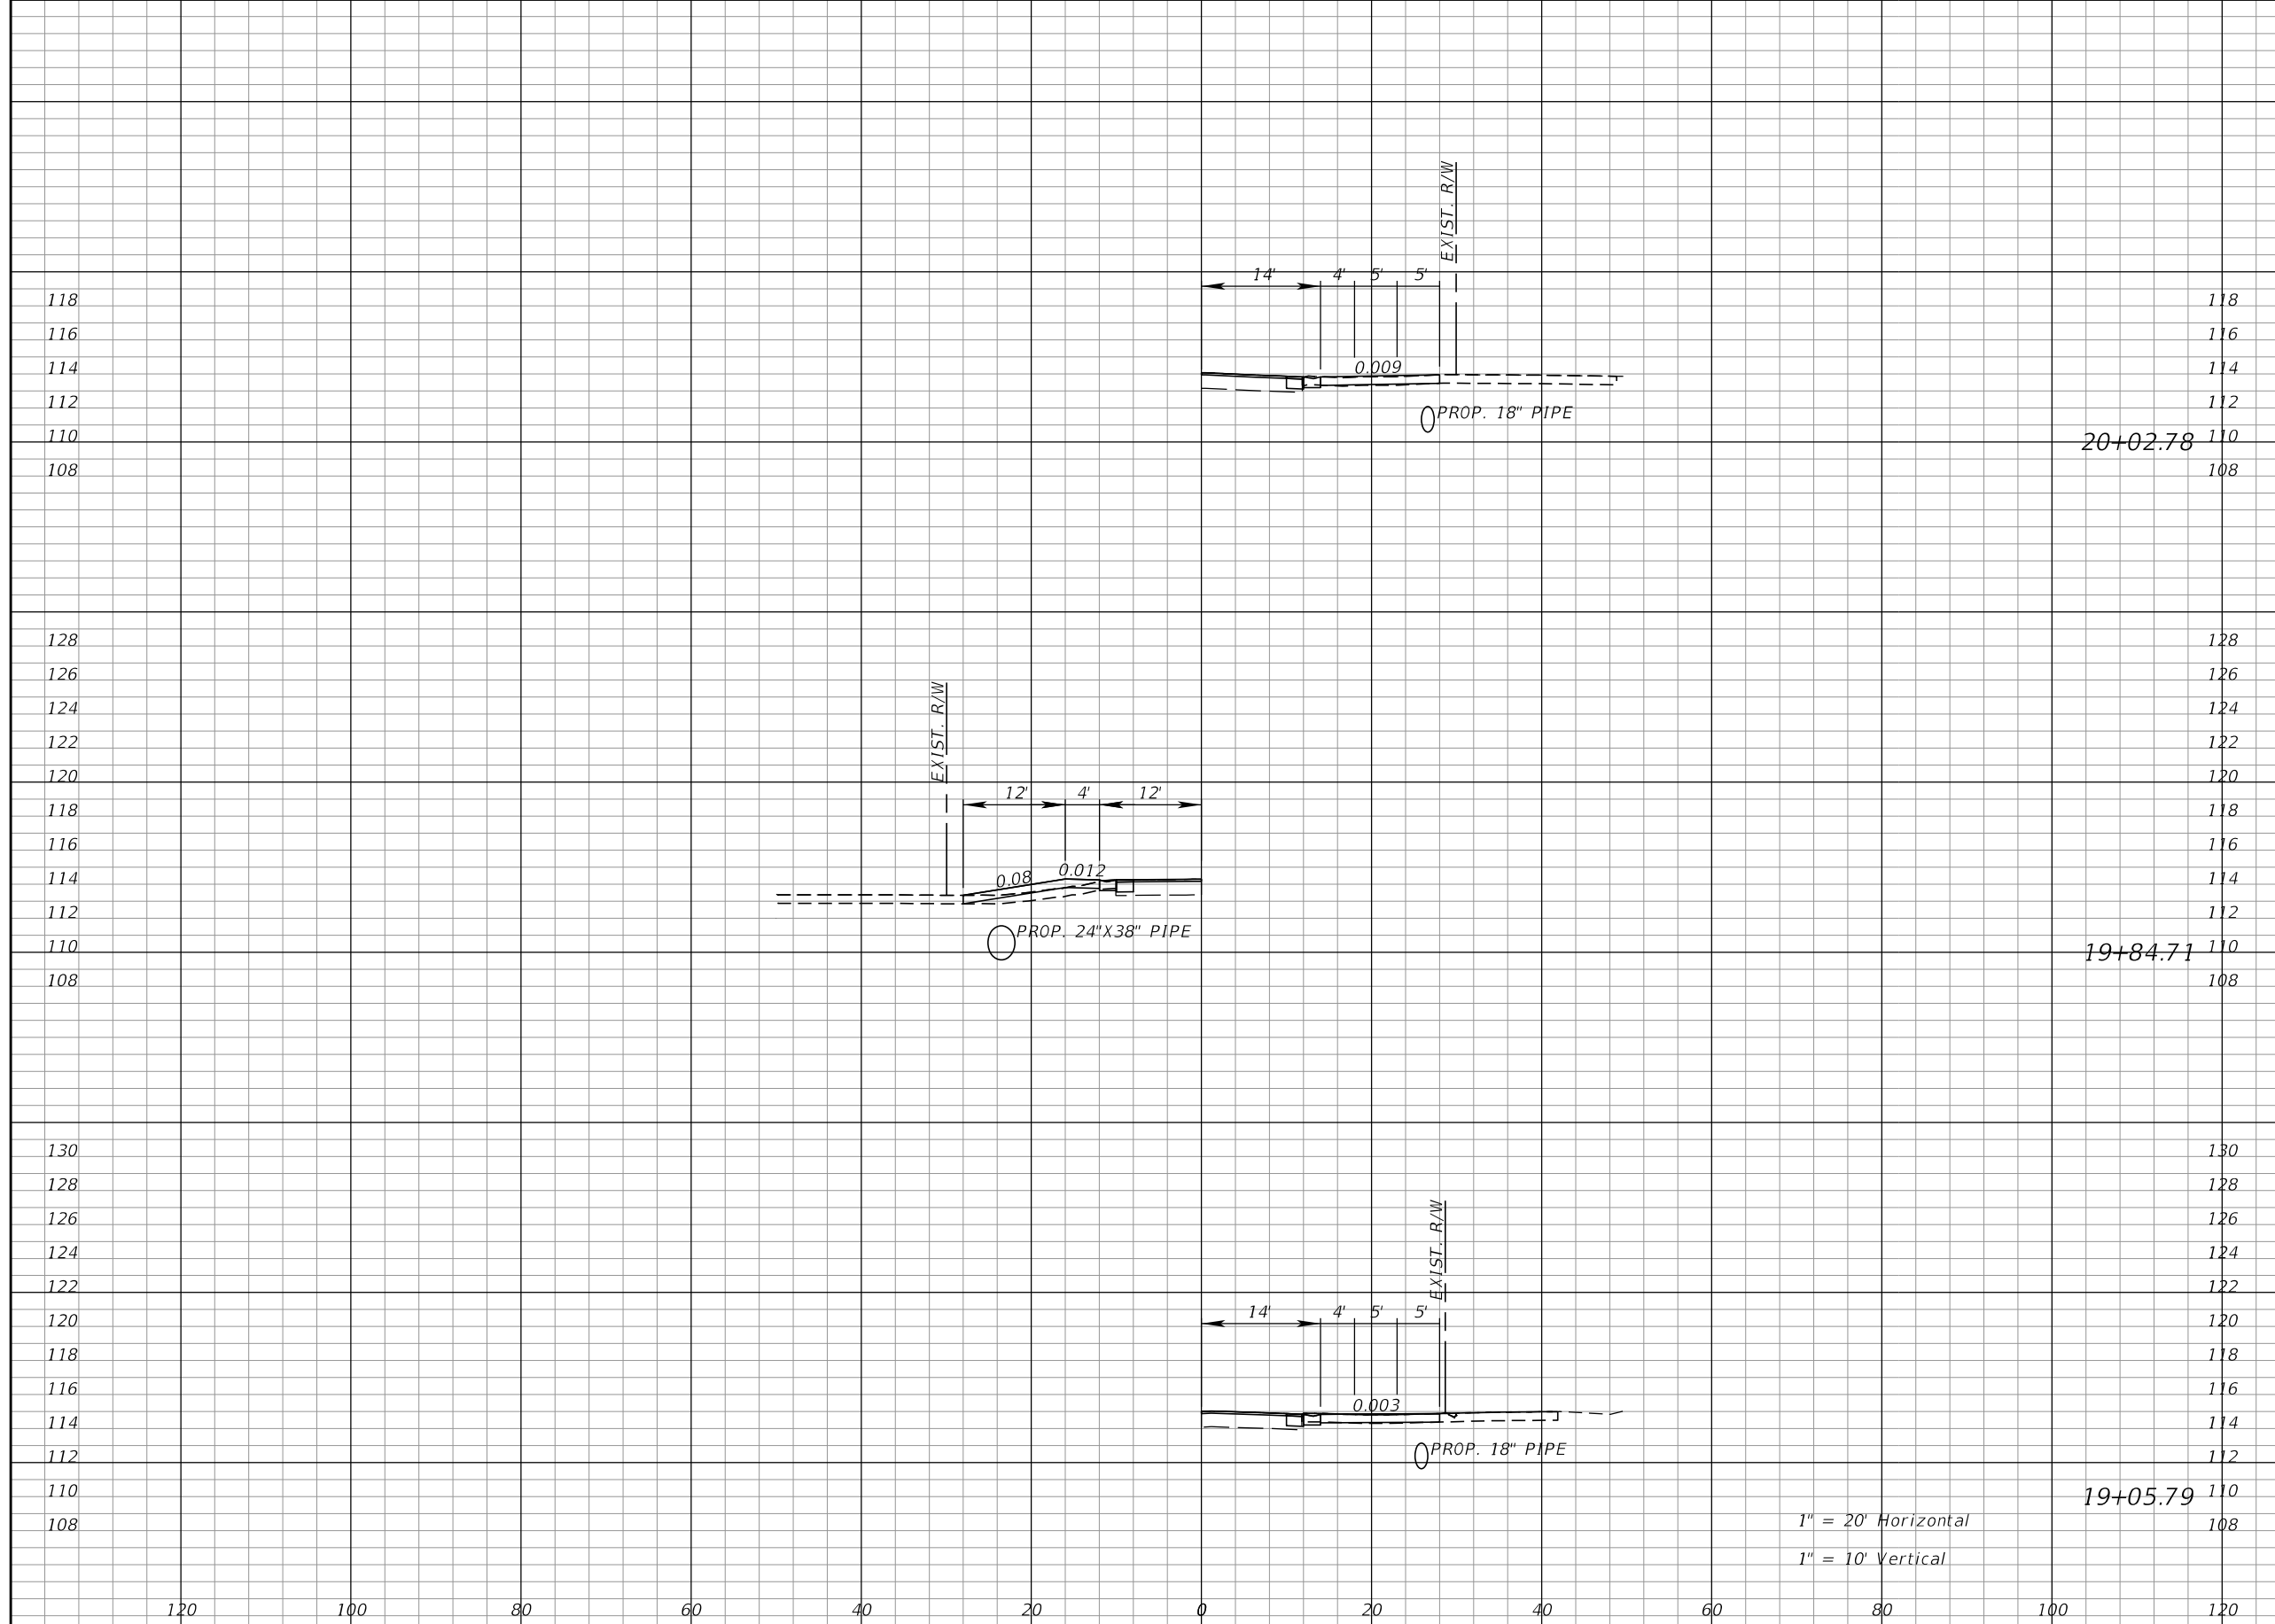 EXIST. R/W
14' 4' 5' 5'
118 118
116 116
0.009
114 114
112 112
PROP. 18" PIPE
110 20+02.78 110
108 108
128 128
126 126
EXIST. R/W
124 124
122 122
120 120
12' 4' 12'
118 118
116 116
0.08 0.012
114 114
112 112
PROP. 24"X38" PIPE
110 19+84.71 110
108 108
130 130
128 128
126 126
EXIST. R/W
124 124
122 122
14' 4' 5' 5'
120 120
118 118
116 116
0.003
114 114
PROP. 18" PIPE
112 112
110 19+05.79 110
1" = 20' Horizontal
108 108
1" = 10' Vertical
120 100 80 60 40 20 0 20 40 60 80 100 120